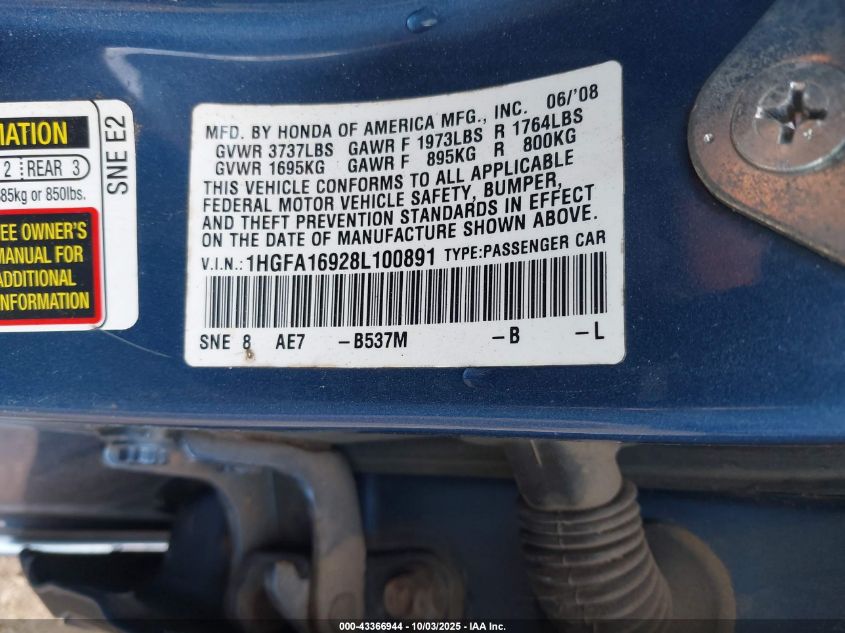 MATION
2 REAR 3
85kg or 850lbs.
EE OWNER'S
MANUAL FOR
ADDITIONAL
INFORMATION
SNE E2
MFD. BY HONDA OF AMERICA MFG., INC. 06/'08
GVWR 3737LBS GAWR F 1973LBS R 1764LBS
GVWR 1695KG GAWR F 895KG R 800KG
THIS VEHICLE CONFORMS TO ALL APPLICABLE
FEDERAL MOTOR VEHICLE SAFETY, BUMPER,
AND THEFT PREVENTION STANDARDS IN EFFECT
ON THE DATE OF MANUFACTURE SHOWN ABOVE.
V.I.N.: 1HGFA16928L100891 TYPE:PASSENGER CAR
SNE 8 AE7 -B537M -B -L
000-43366944 | 10/03/2025 - IAA Inc.